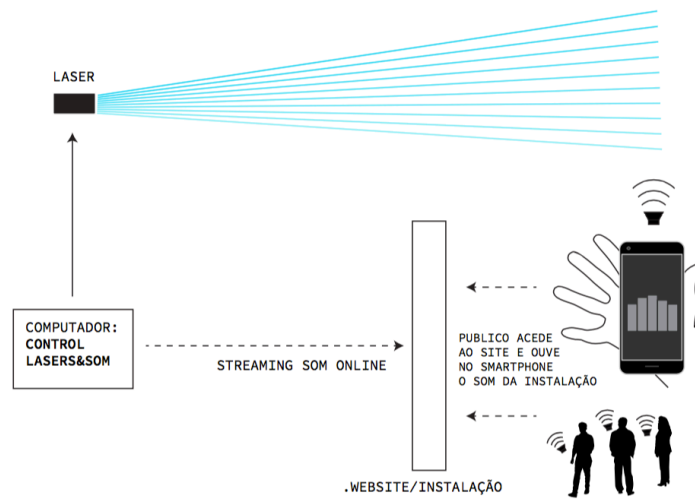 LASER
COMPUTADOR:
CONTROL
LASERS&SOM
STREAMING SOM ONLINE
PUBLICO ACEDE
AO SITE E OUVE
NO SMARTPHONE
O SOM DA INSTALAÇÃO
.WEBSITE/INSTALAÇÃO